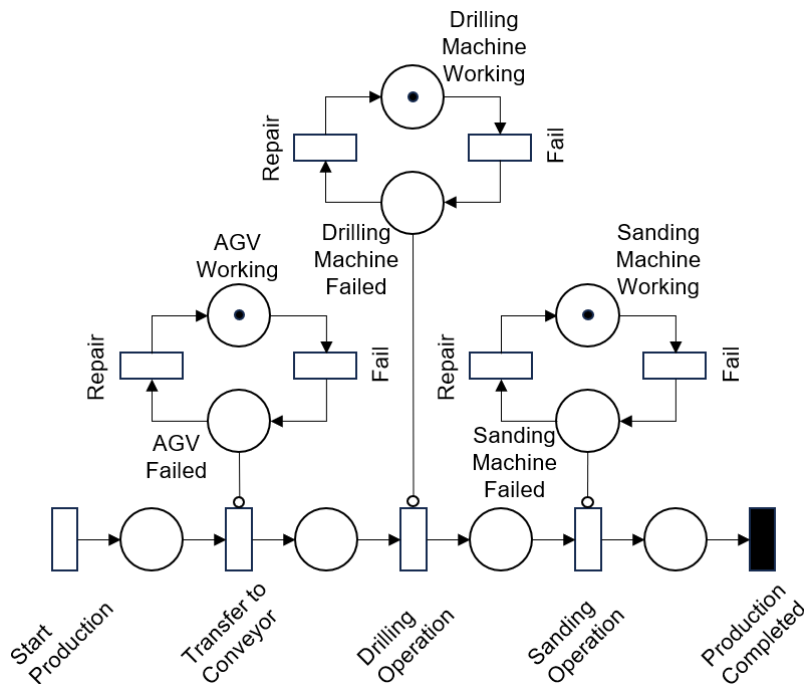 Drilling
Machine
Working
Repair
Fail
Drilling
Machine
Failed
AGV
Working
Repair
Fail
AGV
Failed
Sanding
Machine
Working
Repair
Fail
Sanding
Machine
Failed
Start
Production
Transfer to
Conveyor
Drilling
Operation
Sanding
Operation
Production
Completed